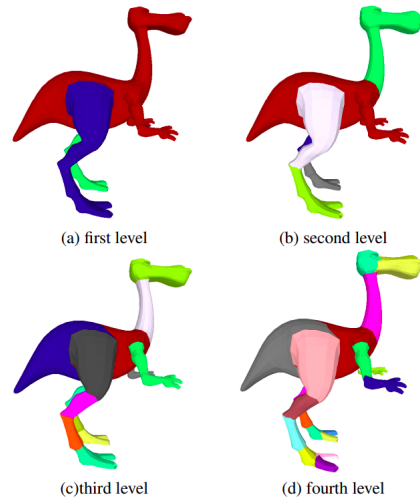 (a) first level
(b) second level
(c)third level
(d) fourth level